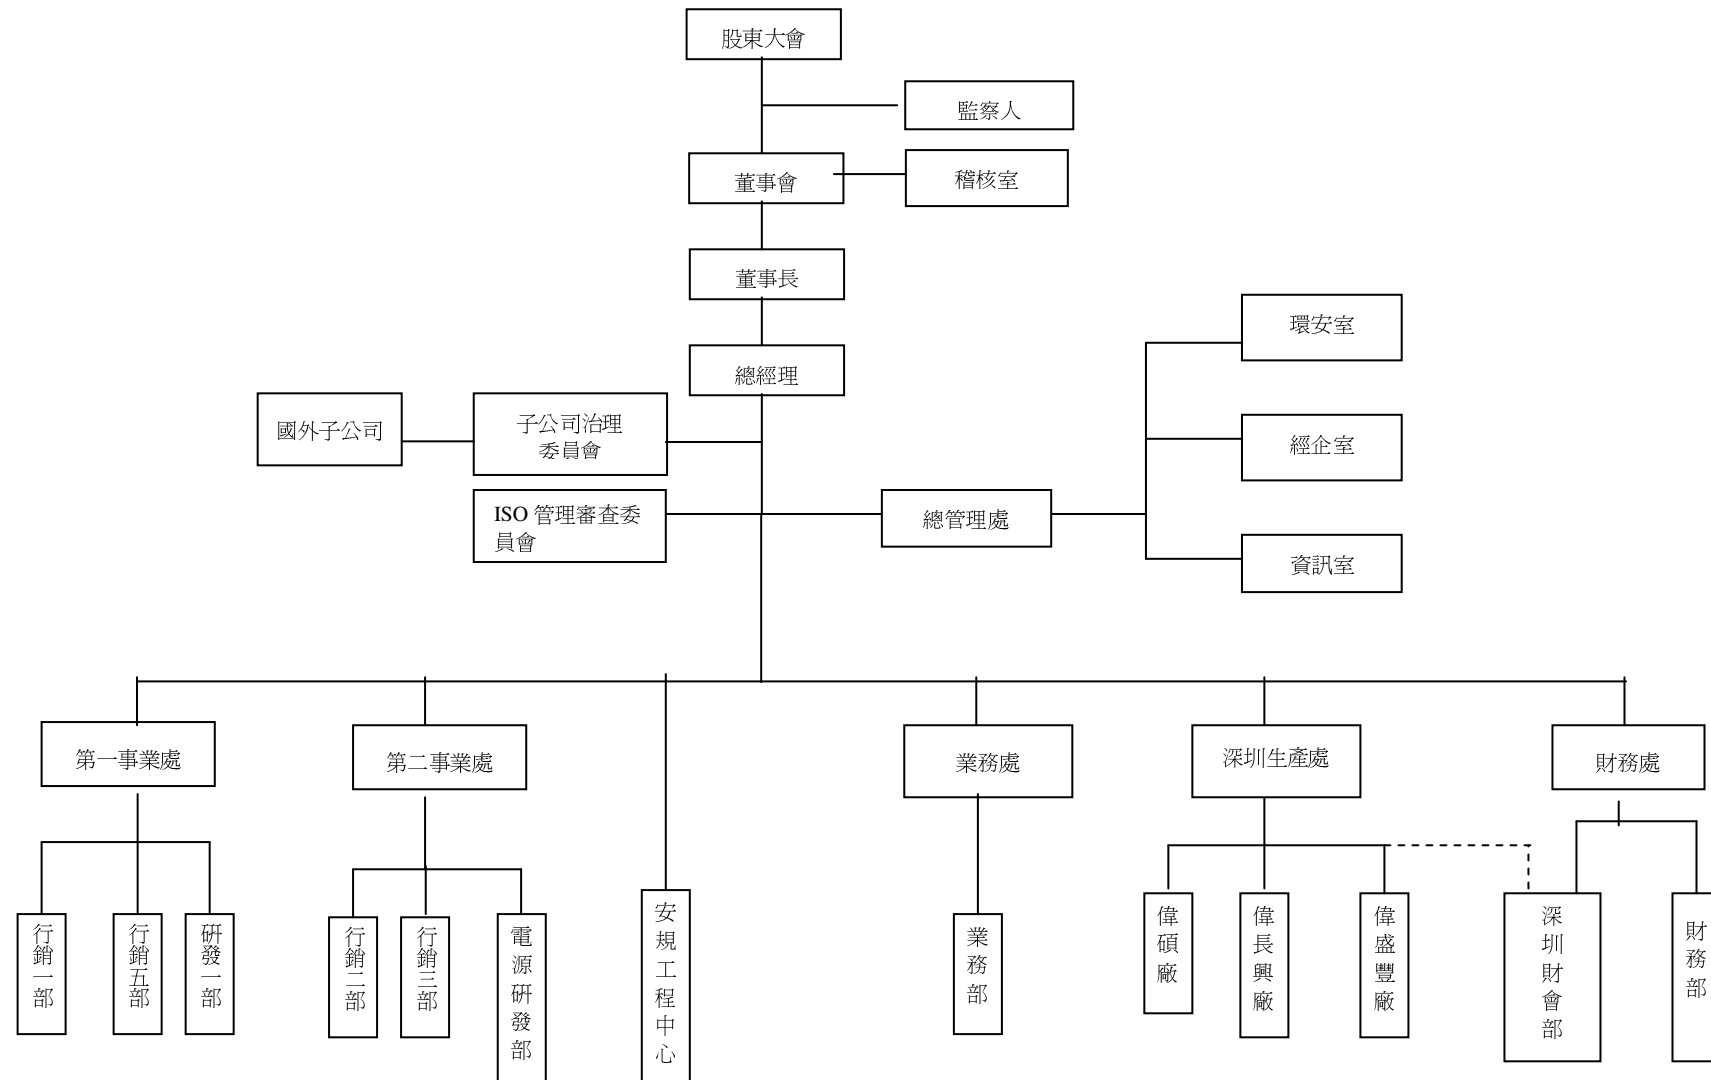 股東大會
監察人
董事會
稽核室
董事長
環安室
總經理
國外子公司
子公司治理
委員會
經企室
ISO 管理審查委
員會
總管理處
資訊室
第一事業處
第二事業處
業務處
深圳生產處
財務處
行銷一部
行銷五部
研發一部
行銷二部
行銷三部
電源研發部
安規工程中心
業務部
偉碩廠
偉長興廠
偉盛豐廠
深圳財會部
財務部